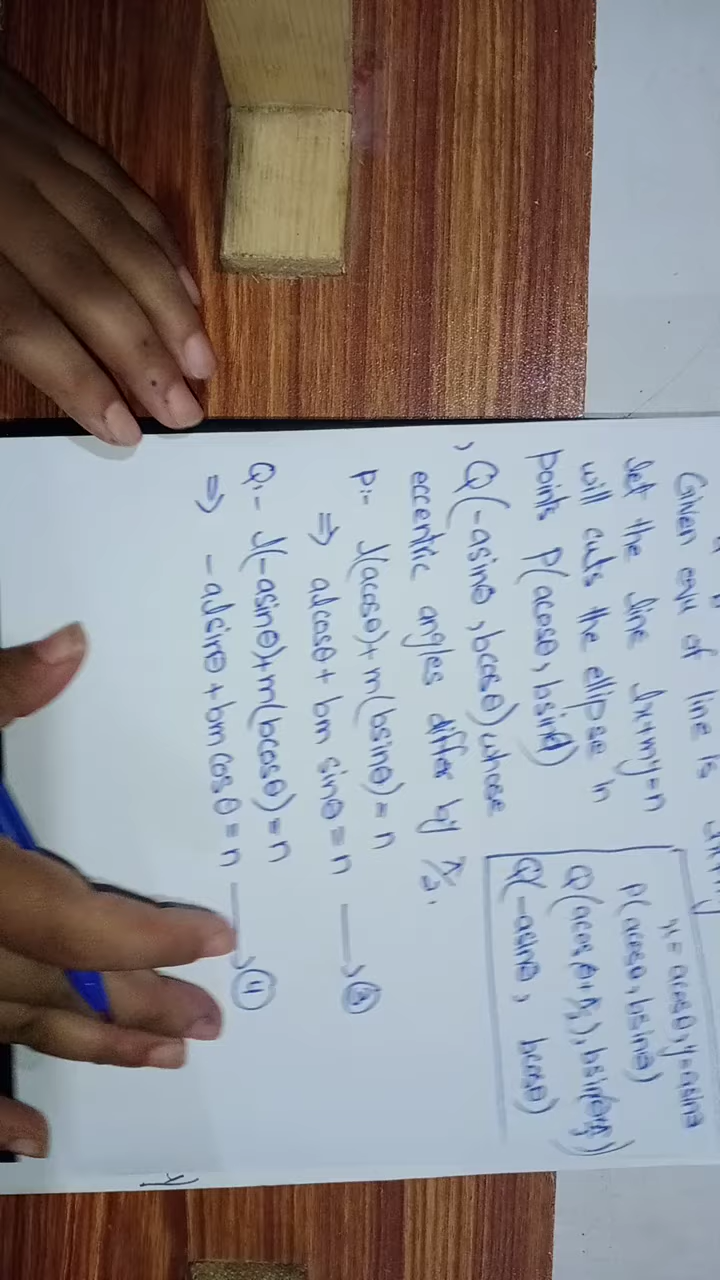 Given eqn of line is
let the line lx+my=n
will cuts the ellipse in
points P(acosθ, bsinθ)
, Q(-asinθ, bcosθ) whose
eccentric angles differ by π/2.
P:- l(acosθ)+m(bsinθ)=n
⇒ alcosθ + bm sinθ = n ⟶ ③
Q:- l(-asinθ)+m(bcosθ)=n
⇒ -alsinθ + bm cosθ = n ⟶ ④
x=acosθ, y=asinθ
P(acosθ, bsinθ)
Q(acos(θ+π/2), bsin(θ+π/2))
Q(-asinθ, bcosθ)